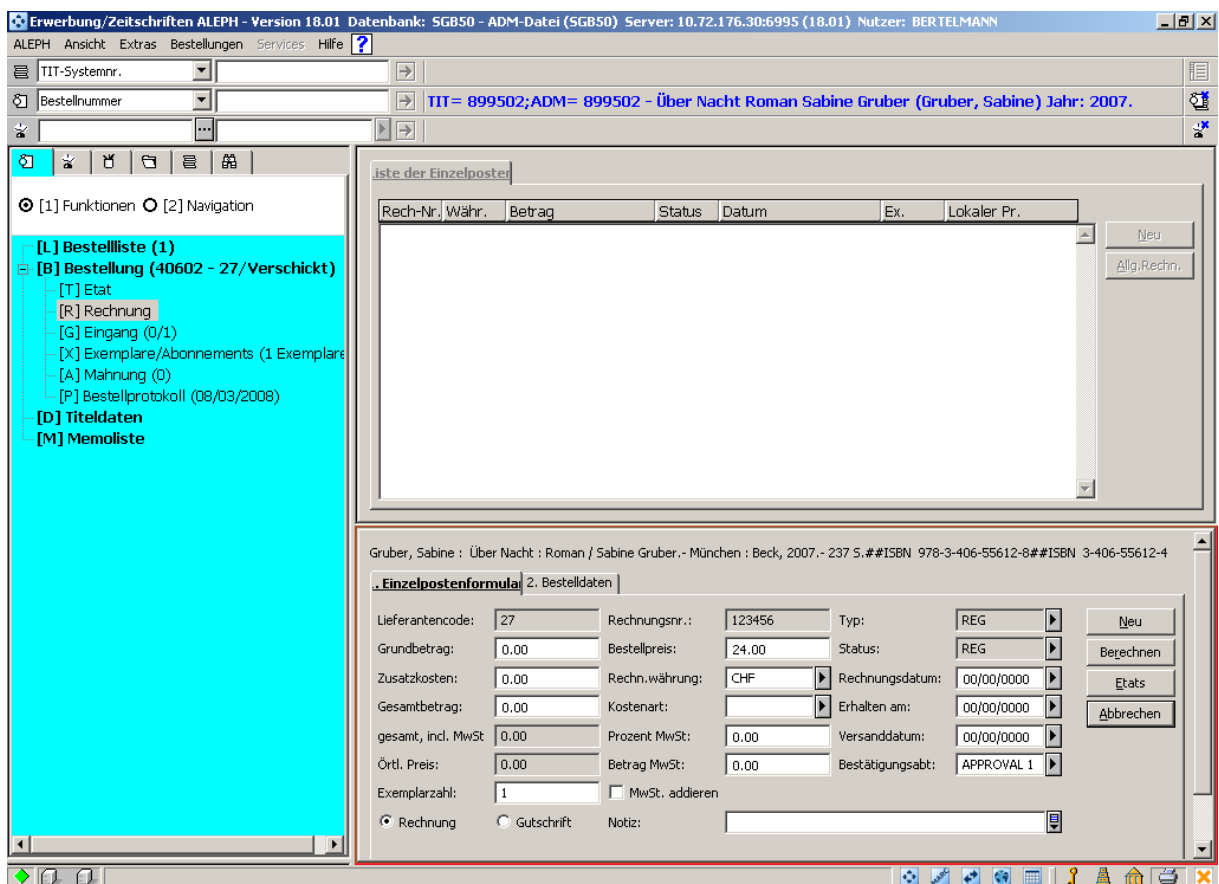 Erwerbung/Zeitschriften ALEPH - Version 18.01 Datenbank: SGB50 - ADM-Datei (SGB50) Server: 10.72.176.30:6995 (18.01) Nutzer: BERTELMANN
ALEPH Ansicht Extras Bestellungen Services Hilfe ?
TIT-Systemnr.
Bestellnummer TIT= 899502;ADM= 899502 - Über Nacht Roman Sabine Gruber (Gruber, Sabine) Jahr: 2007.
...
[1] Funktionen [2] Navigation
[L] Bestellliste (1)
[B] Bestellung (40602 - 27/Verschickt)
[T] Etat
[R] Rechnung
[G] Eingang (0/1)
[X] Exemplare/Abonnements (1 Exemplare
[A] Mahnung (0)
[P] Bestellprotokoll (08/03/2008)
[D] Titeldaten
[M] Memoliste
.iste der Einzelposter
Rech-Nr. Währ. Betrag Status Datum Ex. Lokaler Pr.
Neu
Allg.Rechn.
Gruber, Sabine : Über Nacht : Roman / Sabine Gruber.- München : Beck, 2007.- 237 S.##ISBN 978-3-406-55612-8##ISBN 3-406-55612-4
. Einzelpostenformular 2. Bestelldaten
Lieferantencode: 27 Rechnungsnr.: 123456 Typ: REG Neu
Grundbetrag: 0.00 Bestellpreis: 24.00 Status: REG Berechnen
Zusatzkosten: 0.00 Rechn.währung: CHF Rechnungsdatum: 00/00/0000 Etats
Gesamtbetrag: 0.00 Kostenart: Erhalten am: 00/00/0000 Abbrechen
gesamt, incl. MwSt 0.00 Prozent MwSt: 0.00 Versanddatum: 00/00/0000
Örtl. Preis: 0.00 Betrag MwSt: 0.00 Bestätigungsabt: APPROVAL 1
Exemplarzahl: 1 MwSt. addieren
Rechnung Gutschrift Notiz: